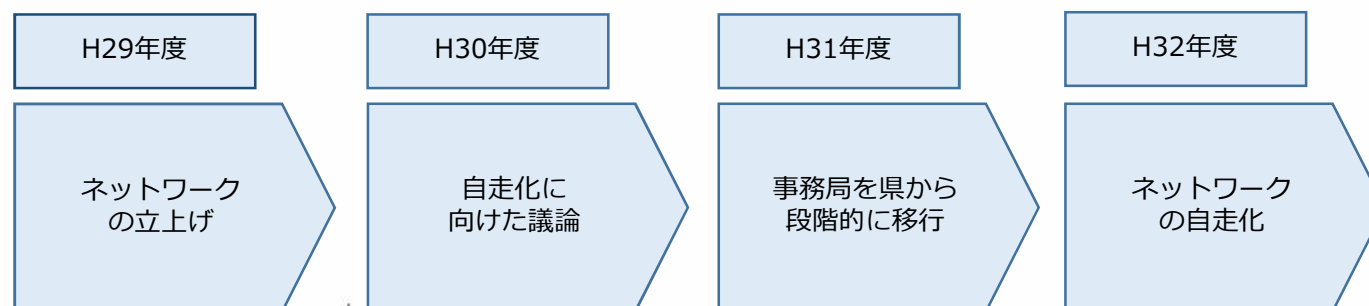 H29年度
H30年度
H31年度
H32年度
ネットワーク
の立上げ
自走化に
向けた議論
事務局を県から
段階的に移行
ネットワーク
の自走化